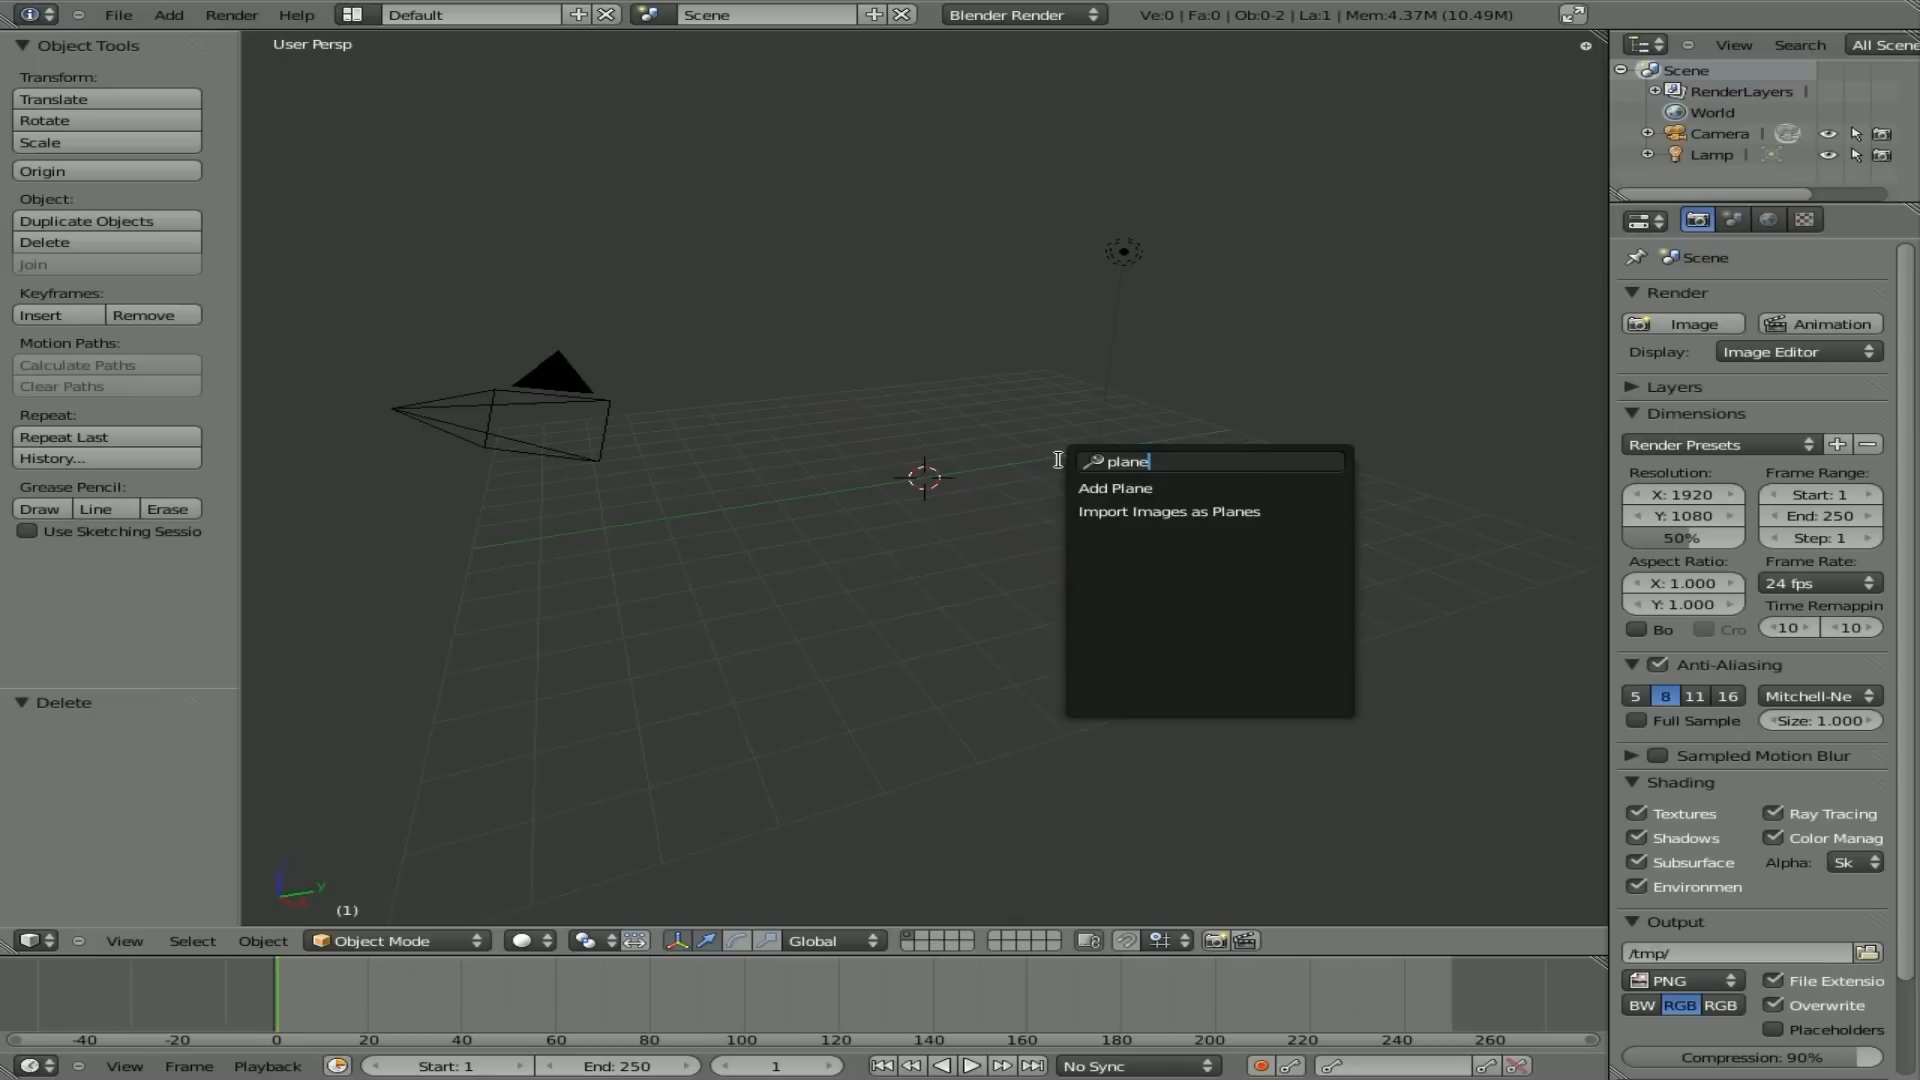 File Add Render Help Default Scene Blender Render Ve:0 | Fa:0 | Ob:0-2 | La:1 | Mem:4.37M (10.49M)
Object Tools
Transform:
Translate
Rotate
Scale
Origin
Object:
Duplicate Objects
Delete
Join
Keyframes:
Insert Remove
Motion Paths:
Calculate Paths
Clear Paths
Repeat:
Repeat Last
History...
Grease Pencil:
Draw Line Erase
Use Sketching Sessio
Delete
User Persp
plane
Add Plane
Import Images as Planes
y
(1)
View Select Object Object Mode Global
-40 -20 0 20 40 60 80 100 120 140 160 180 200 220 240 260
View Frame Playback Start: 1 End: 250 1 No Sync
View Search All Scene
Scene
RenderLayers
World
Camera
Lamp
Scene
Render
Image Animation
Display: Image Editor
Layers
Dimensions
Render Presets
Resolution: Frame Range:
X: 1920 Start: 1
Y: 1080 End: 250
50% Step: 1
Aspect Ratio: Frame Rate:
X: 1.000 24 fps
Y: 1.000 Time Remappin
Bo Cro 10 10
Anti-Aliasing
5 8 11 16 Mitchell-Ne
Full Sample Size: 1.000
Sampled Motion Blur
Shading
Textures Ray Tracing
Shadows Color Manag
Subsurface Alpha: Sk
Environmen
Output
/tmp/
PNG File Extensio
BW RGB RGB Overwrite
Placeholders
Compression: 90%